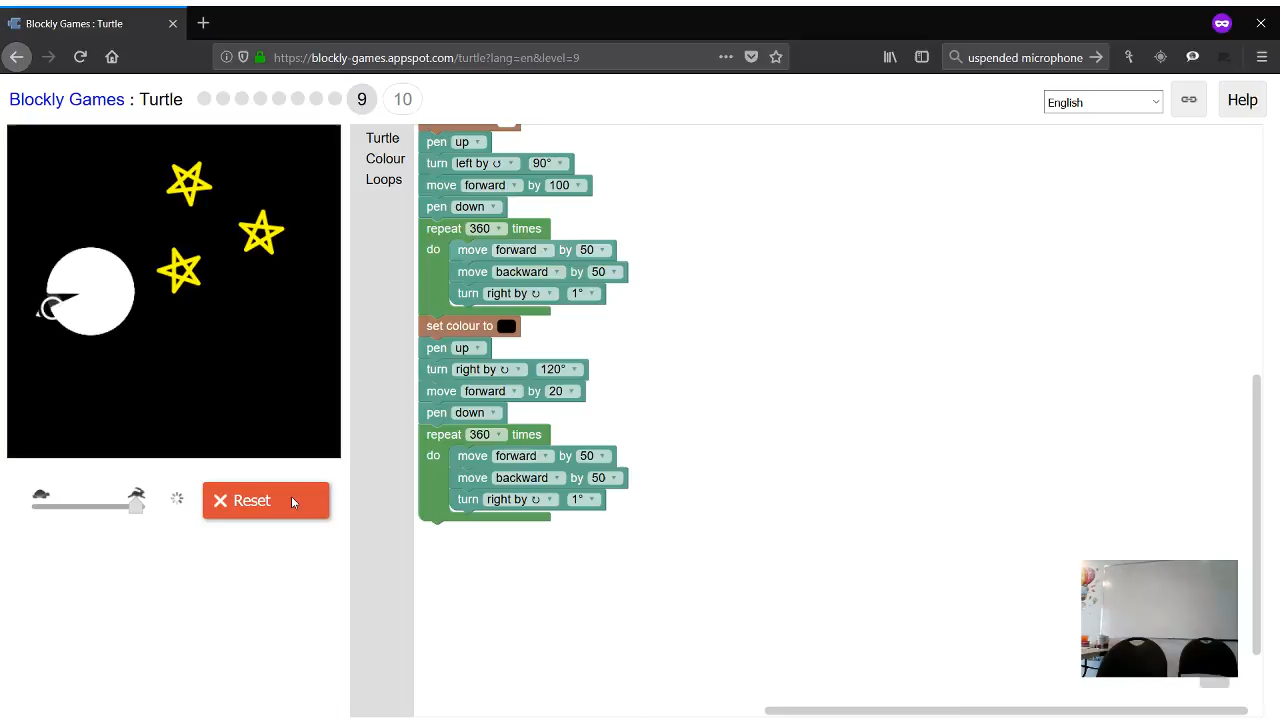 Blockly Games : Turtle
https://blockly-games.appspot.com/turtle?lang=en&level=9
uspended microphone
Blockly Games : Turtle
9
10
English
Help
Turtle
Colour
Loops
pen up
turn left by ↺ 90°
move forward by 100
pen down
repeat 360 times
do move forward by 50
move backward by 50
turn right by ↻ 1°
set colour to
pen up
turn right by ↻ 120°
move forward by 20
pen down
repeat 360 times
do move forward by 50
move backward by 50
turn right by ↻ 1°
Reset